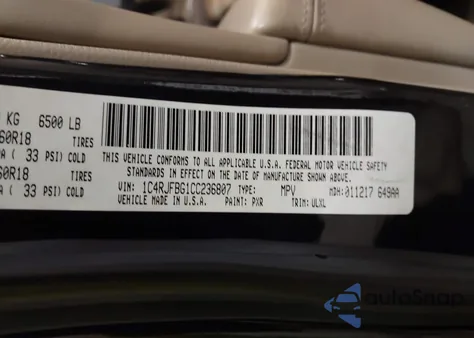 KG 6500 LB
60R18 TIRES
A ( 33 PSI) COLD
60R18 TIRES
A ( 33 PSI) COLD
THIS VEHICLE CONFORMS TO ALL APPLICABLE U.S.A. FEDERAL MOTOR VEHICLE SAFETY
STANDARDS IN EFFECT ON THE DATE OF MANUFACTURE SHOWN ABOVE.
VIN: 1C4RJFBG1CC236807 TYPE: MPV MDH: 011217 649AA
VEHICLE MADE IN U.S.A. PAINT: PXR TRIM: ULXL
autoSnap